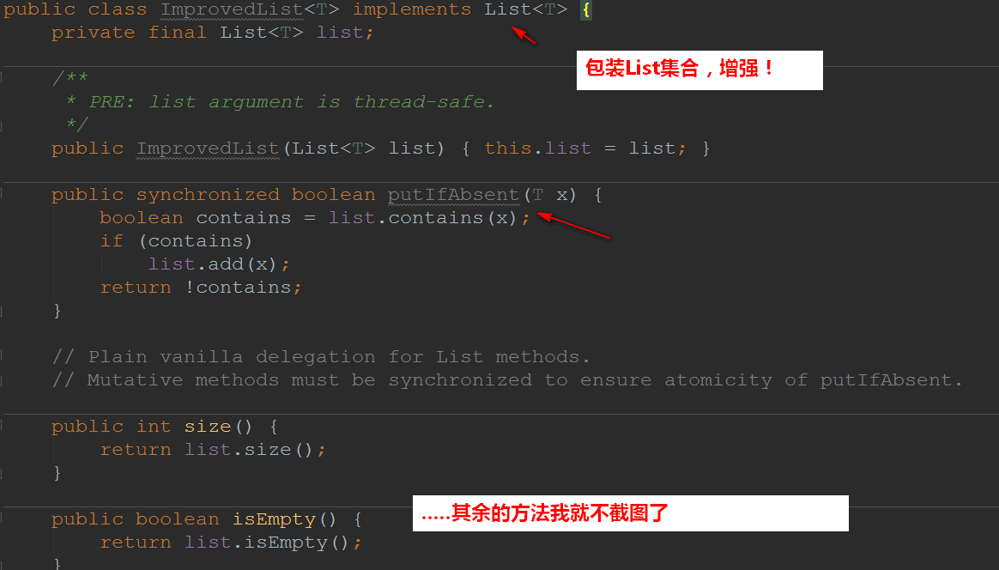 public class ImprovedList<T> implements List<T> {
private final List<T> list;
包装List集合，增强！
/**
* PRE: list argument is thread-safe.
*/
public ImprovedList(List<T> list) { this.list = list; }
public synchronized boolean putIfAbsent(T x) {
boolean contains = list.contains(x);
if (contains)
list.add(x);
return !contains;
}
// Plain vanilla delegation for List methods.
// Mutative methods must be synchronized to ensure atomicity of putIfAbsent.
public int size() {
return list.size();
}
public boolean isEmpty() {
.....其余的方法我就不截图了
return list.isEmpty();
}